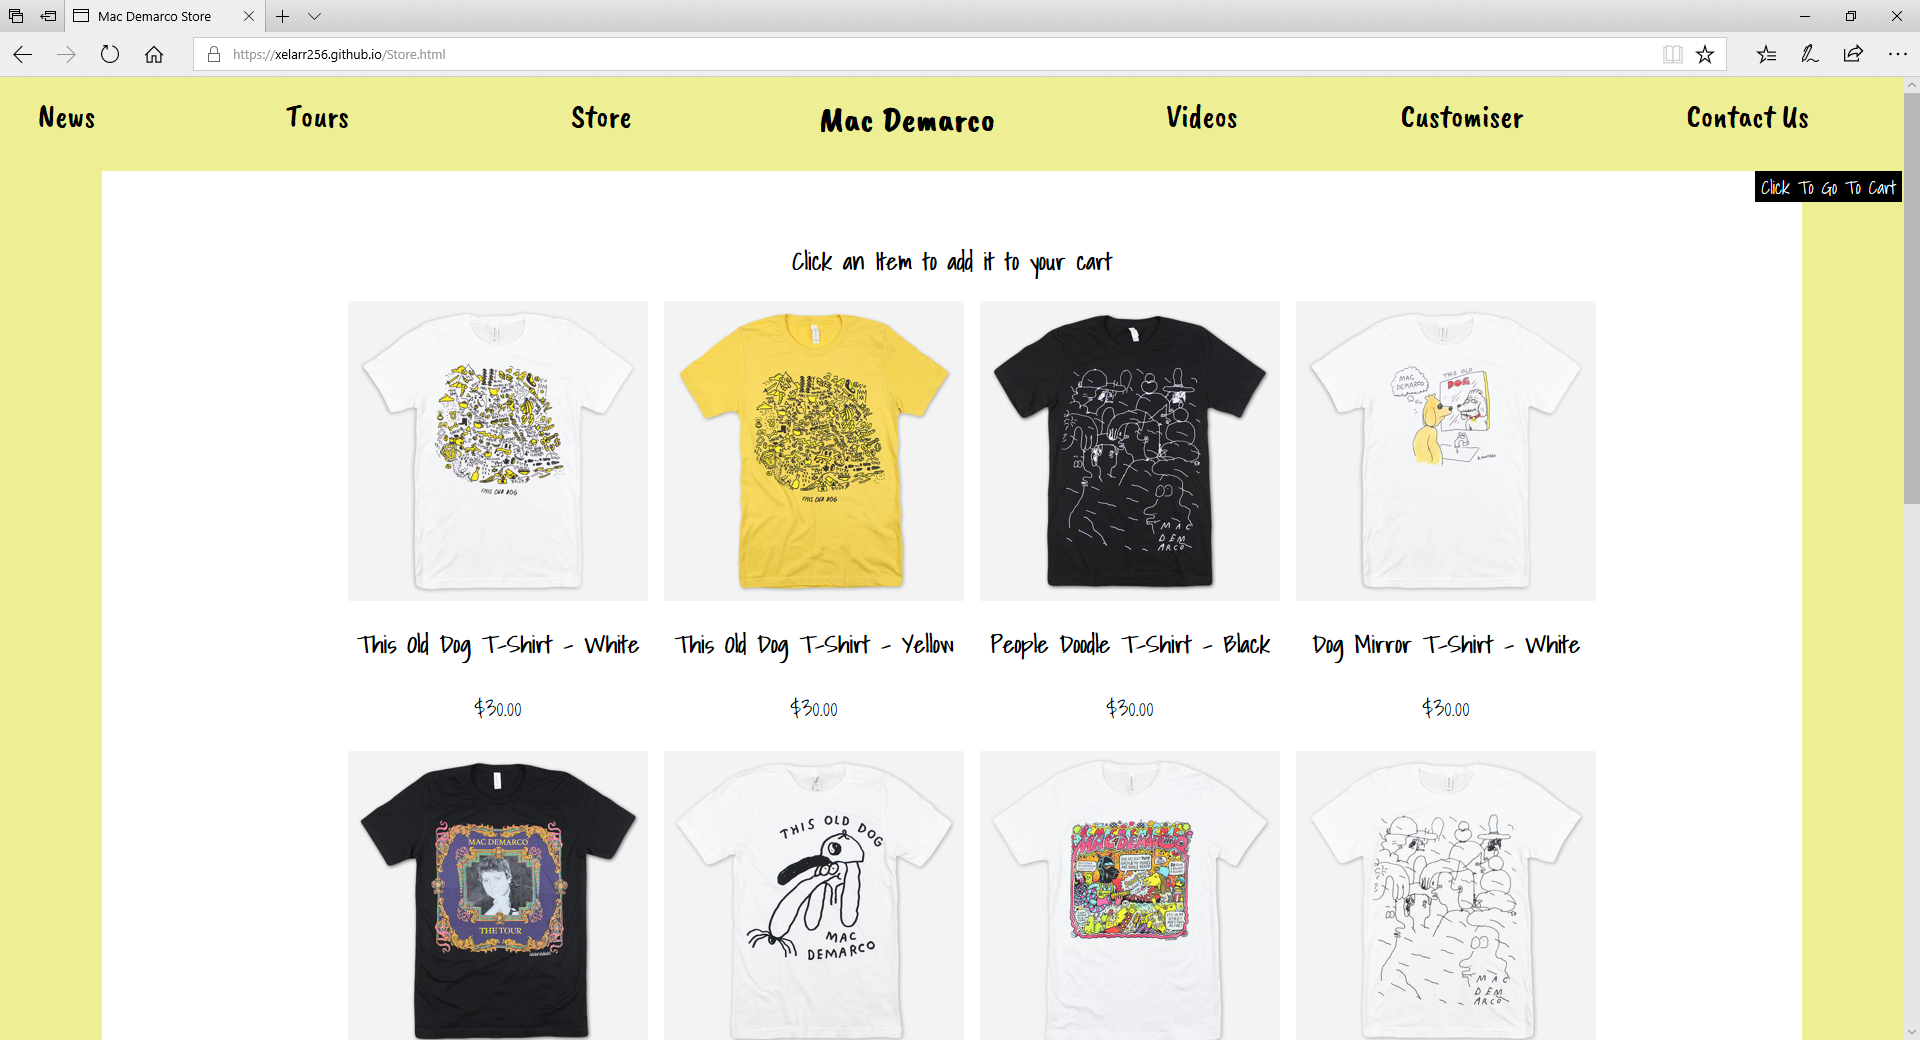 Mac Demarco Store
https://xelarr256.github.io/Store.html
News Tours Store Mac Demarco Videos Customiser Contact Us
Click To Go To Cart
Click an Item to add it to your cart
THIS OLD DOG
THIS OLD DOG
MAC
DEM
ARCO
MAC
DEMARCO
THIS OLD
DOG
This Old Dog T-Shirt - White
This Old Dog T-Shirt - Yellow
People Doodle T-Shirt - Black
Dog Mirror T-Shirt - White
$30.00
$30.00
$30.00
$30.00
MAC DEMARCO
THE TOUR
THIS OLD DOG
MAC
DEMARCO
MAC DEMARCO
MAC
DEM
ARCO